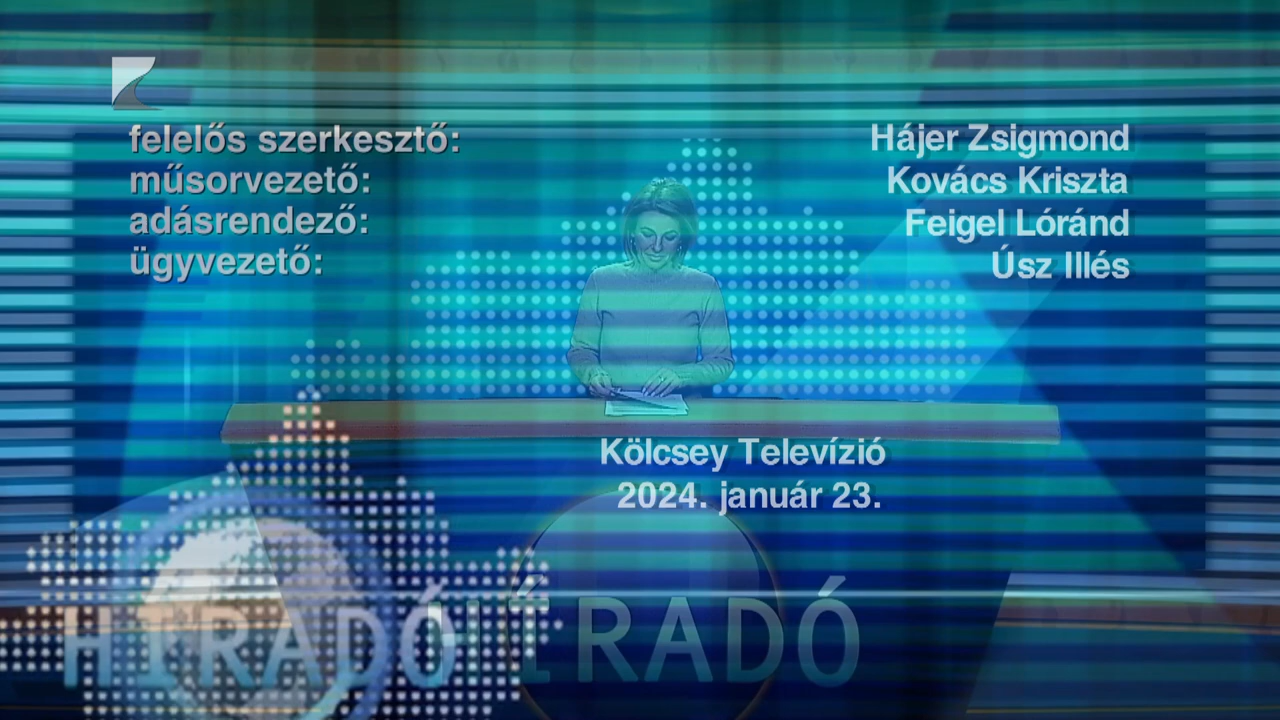 felelős szerkesztő: Hájer Zsigmond
műsorvezető: Kovács Kriszta
adásrendező: Feigel Lóránd
ügyvezető: Úsz Illés
Kölcsey Televízió
2024. január 23.
HÍRADÓ
HÍRADÓ